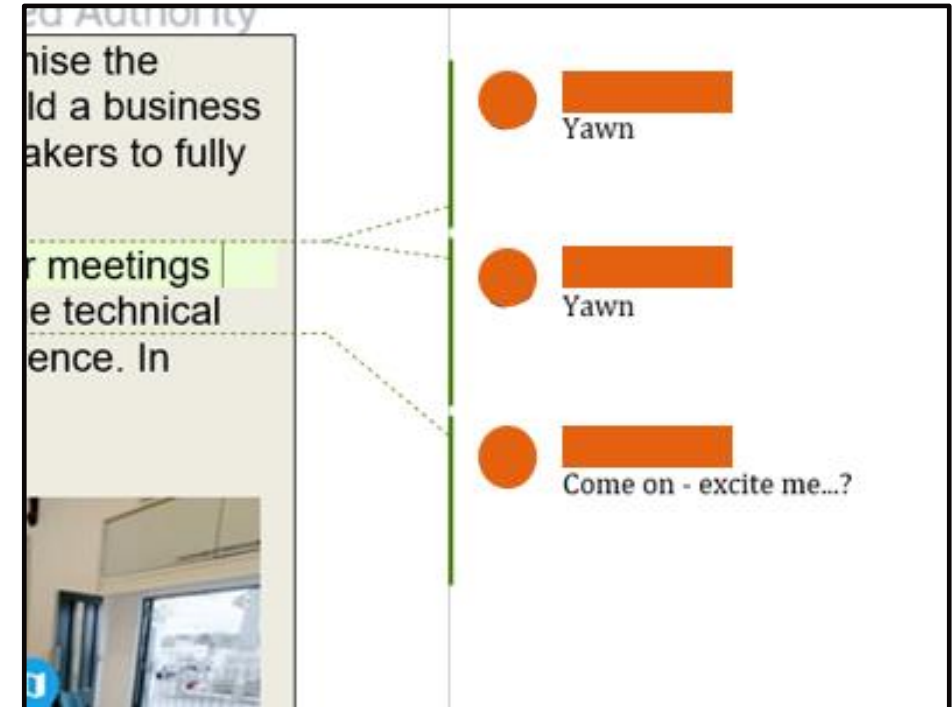 ed Authority
nise the
ld a business
akers to fully
r meetings
e technical
ence. In
Yawn
Yawn
Come on - excite me...?